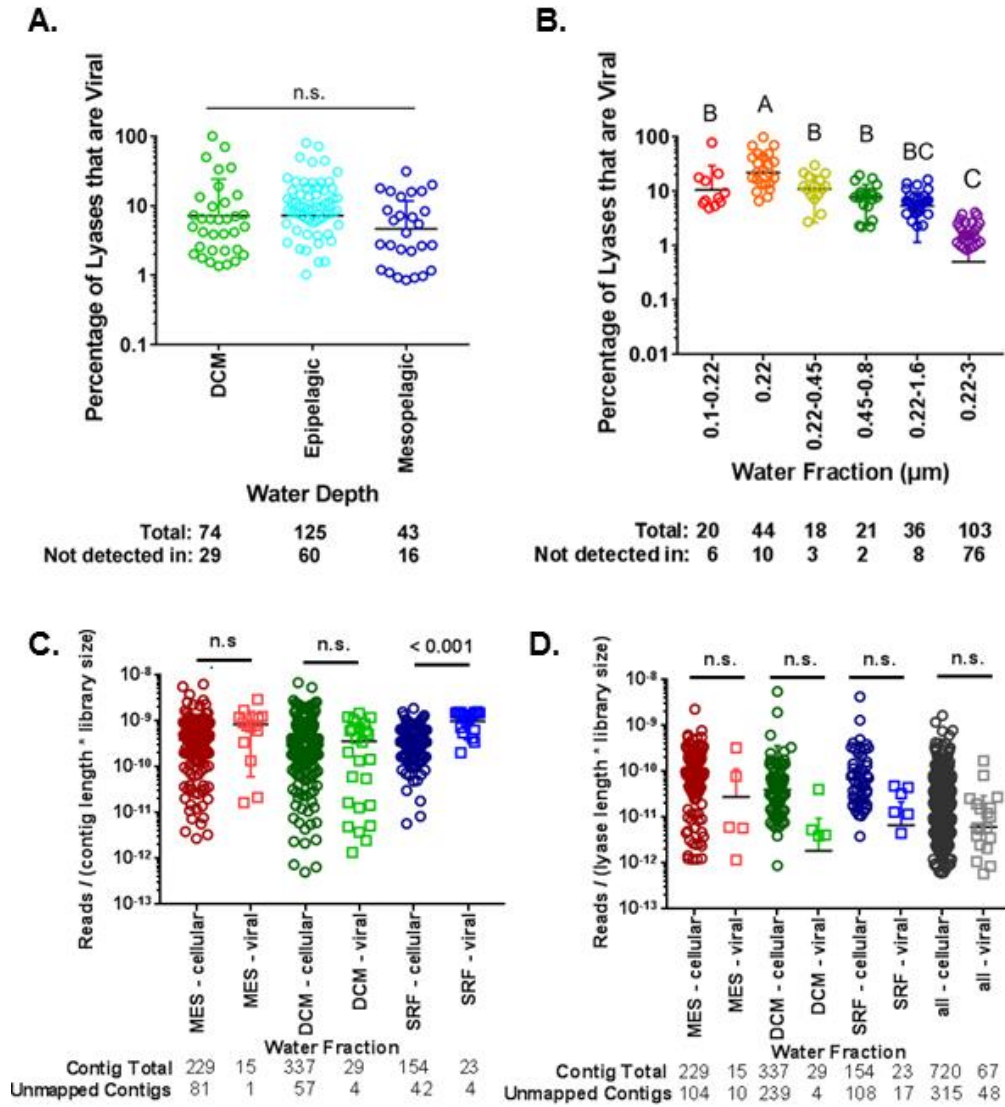 A.
Percentage of Lyases that are Viral
n.s.
100
10
1
0.1
DCM
Epipelagic
Mesopelagic
Water Depth
Total: 74 125 43
Not detected in: 29 60 16
B.
Percentage of Lyases that are Viral
B A B B BC C
100
10
1
0.1
0.01
0.1-0.22
0.22
0.22-0.45
0.45-0.8
0.22-1.6
0.22-3
Water Fraction (µm)
Total: 20 44 18 21 36 103
Not detected in: 6 10 3 2 8 76
C.
Reads / (contig length * library size)
n.s n.s. < 0.001
10-8
10-9
10-10
10-11
10-12
10-13
MES - cellular
MES - viral
DCM - cellular
DCM - viral
SRF - cellular
SRF - viral
Water Fraction
Contig Total 229 15 337 29 154 23
Unmapped Contigs 81 1 57 4 42 4
D.
Reads / (lyase length * library size)
n.s. n.s. n.s. n.s.
10-8
10-9
10-10
10-11
10-12
10-13
MES - cellular
MES - viral
DCM - cellular
DCM - viral
SRF - cellular
SRF - viral
all - cellular
all - viral
Water Fraction
Contig Total 229 15 337 29 154 23 720 67
Unmapped Contigs 104 10 239 4 108 17 315 48